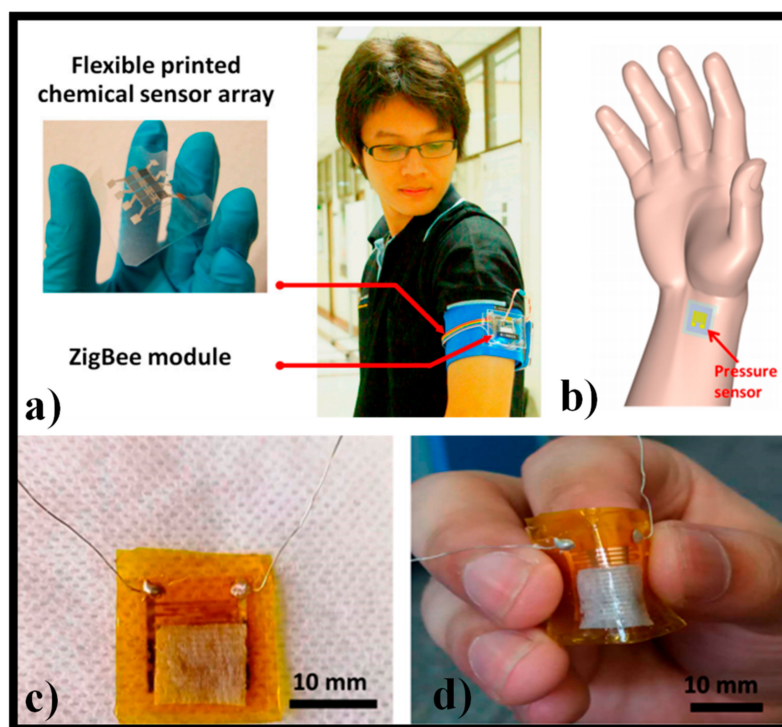 Flexible printed
chemical sensor array
ZigBee module
a)
b)
Pressure
sensor
c)
10 mm
d)
10 mm